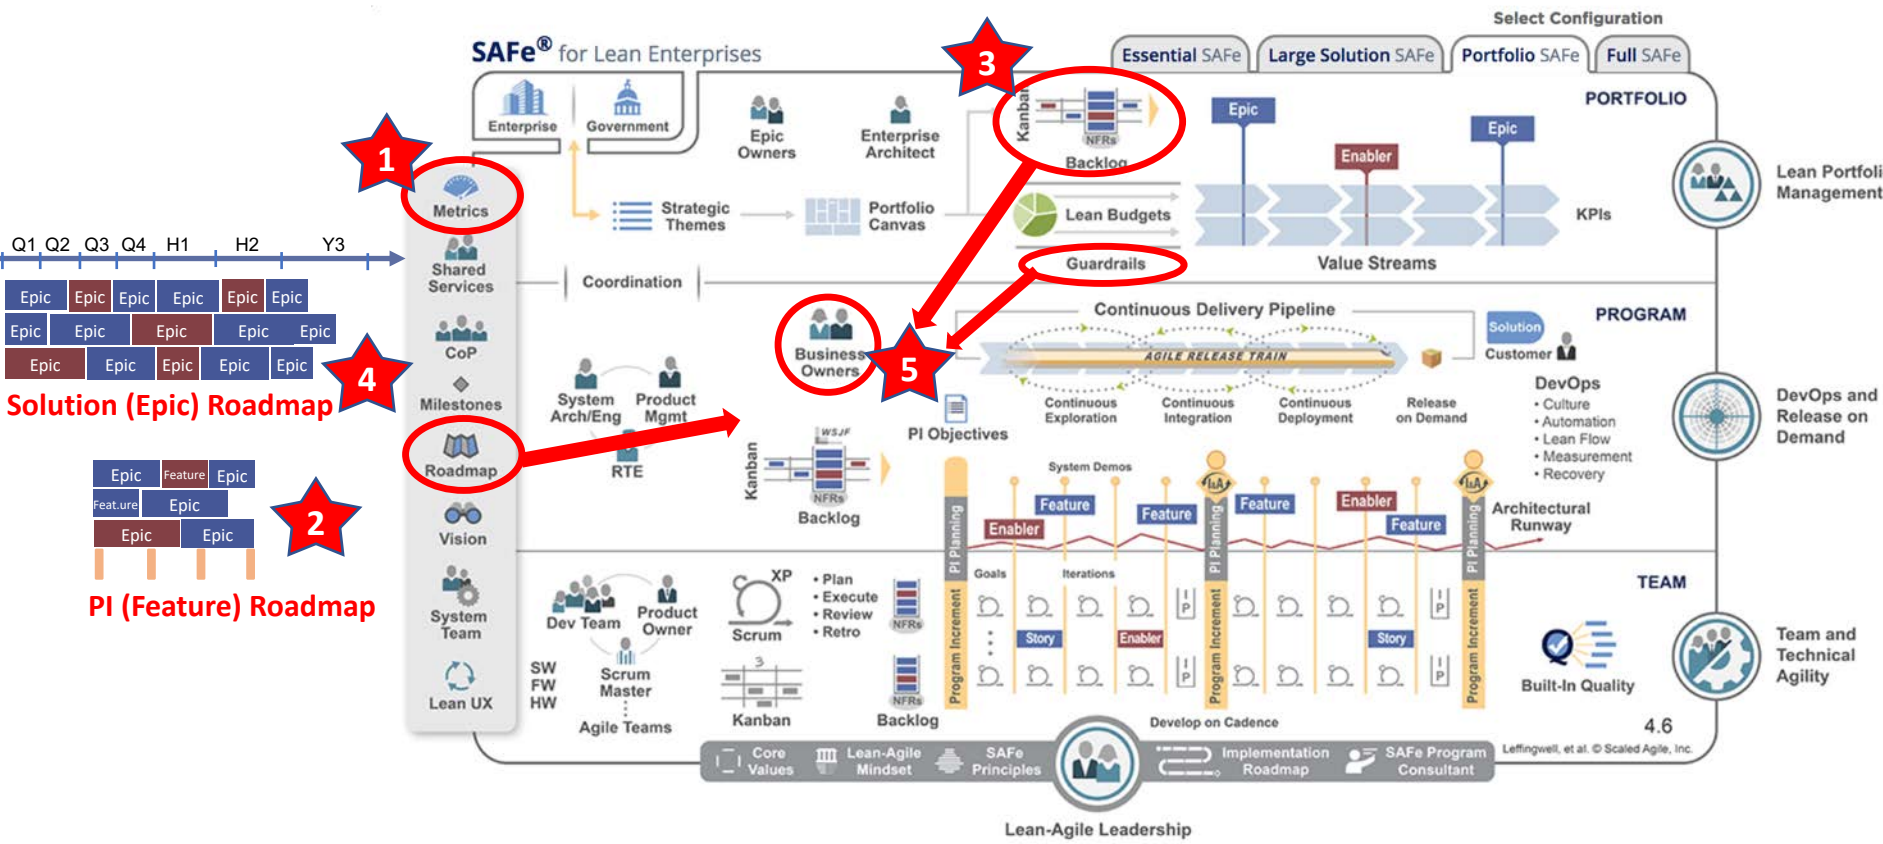 Select Configuration
SAFe® for Lean Enterprises
Essential SAFe
Large Solution SAFe
Portfolio SAFe
Full SAFe
3
PORTFOLIO
Enterprise
Government
Epic
Owners
Enterprise
Architect
Kanban
NFRs
Backlog
Epic
Enabler
Epic
KPIs
Value Streams
Strategic
Themes
Portfolio
Canvas
Lean Budgets
Guardrails
Coordination
Lean Portfoli
Management
1
Metrics
Shared
Services
CoP
Milestones
Roadmap
Vision
System
Team
Lean UX
Q1 Q2 Q3 Q4 H1 H2 Y3
Epic Epic Epic Epic Epic Epic
Epic Epic Epic Epic Epic
Epic Epic Epic Epic Epic
4
Solution (Epic) Roadmap
Epic Feature Epic
Feat.ure Epic
Epic Epic
2
PI (Feature) Roadmap
PROGRAM
Business
Owners
5
Continuous Delivery Pipeline
AGILE RELEASE TRAIN
Continuous
Exploration
Continuous
Integration
Continuous
Deployment
Release
on Demand
Solution
Customer
DevOps
• Culture
• Automation
• Lean Flow
• Measurement
• Recovery
DevOps and
Release on
Demand
System
Arch/Eng
Product
Mgmt
RTE
PI Objectives
Kanban
WSJF
NFRs
Backlog
System Demos
Enabler
Feature
Feature
Feature
Enabler
Feature
I&A
I&A
Architectural
Runway
PI Planning
PI Planning
PI Planning
TEAM
Dev Team
Product
Owner
Scrum
Master
Agile Teams
SW
FW
HW
XP
Scrum
• Plan
• Execute
• Review
• Retro
3
Kanban
NFRs
NFRs
Backlog
Program Increment
Program Increment
Program Increment
Goals
Iterations
Story
Enabler
Story
I P
I P
I P
I P
Built-In Quality
Team and
Technical
Agility
Develop on Cadence
4.6
Leffingwell, et al. © Scaled Agile, Inc.
Core
Values
Lean-Agile
Mindset
SAFe
Principles
Implementation
Roadmap
SAFe Program
Consultant
Lean-Agile Leadership